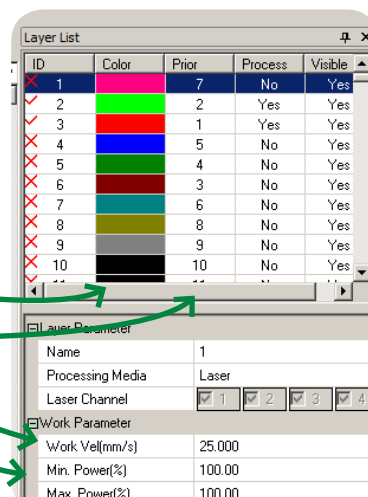 Layer List
ID Color Prior Process Visible
1 7 No Yes
2 2 Yes Yes
3 1 Yes Yes
4 5 No Yes
5 4 No Yes
6 3 No Yes
7 6 No Yes
8 8 No Yes
9 9 No Yes
10 10 No Yes
Layer Parameter
Name 1
Processing Media Laser
Laser Channel 1 2 3 4
Work Parameter
Work Vel(mm/s) 25.000
Min. Power(%) 100.00
Max. Power(%) 100.00